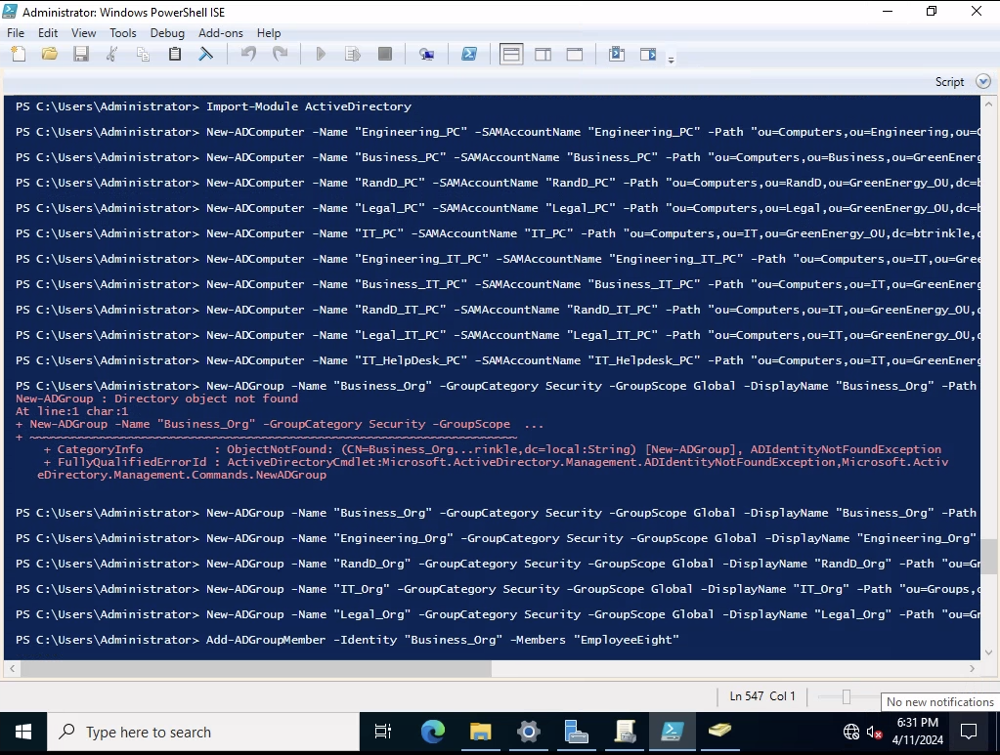 Administrator: Windows PowerShell ISE
File Edit View Tools Debug Add-ons Help
Script
PS C:\Users\Administrator> Import-Module ActiveDirectory
PS C:\Users\Administrator> New-ADComputer -Name "Engineering_PC" -SAMAccountName "Engineering_PC" -Path "ou=Computers,ou=Engineering,ou=
PS C:\Users\Administrator> New-ADComputer -Name "Business_PC" -SAMAccountName "Business_PC" -Path "ou=Computers,ou=Business,ou=GreenEnerg
PS C:\Users\Administrator> New-ADComputer -Name "RandD_PC" -SAMAccountName "RandD_PC" -Path "ou=Computers,ou=RandD,ou=GreenEnergy_OU,dc=b
PS C:\Users\Administrator> New-ADComputer -Name "Legal_PC" -SAMAccountName "Legal_PC" -Path "ou=Computers,ou=Legal,ou=GreenEnergy_OU,dc=b
PS C:\Users\Administrator> New-ADComputer -Name "IT_PC" -SAMAccountName "IT_PC" -Path "ou=Computers,ou=IT,ou=GreenEnergy_OU,dc=btrinkle,
PS C:\Users\Administrator> New-ADComputer -Name "Engineering_IT_PC" -SAMAccountName "Engineering_IT_PC" -Path "ou=Computers,ou=IT,ou=Gree
PS C:\Users\Administrator> New-ADComputer -Name "Business_IT_PC" -SAMAccountName "Business_IT_PC" -Path "ou=Computers,ou=IT,ou=GreenEnerg
PS C:\Users\Administrator> New-ADComputer -Name "RandD_IT_PC" -SAMAccountName "RandD_IT_PC" -Path "ou=Computers,ou=IT,ou=GreenEnergy_OU,
PS C:\Users\Administrator> New-ADComputer -Name "Legal_IT_PC" -SAMAccountName "Legal_IT_PC" -Path "ou=Computers,ou=IT,ou=GreenEnergy_OU,
PS C:\Users\Administrator> New-ADComputer -Name "IT_HelpDesk_PC" -SAMAccountName "IT_Helpdesk_PC" -Path "ou=Computers,ou=IT,ou=GreenEnerg
PS C:\Users\Administrator> New-ADGroup -Name "Business_Org" -GroupCategory Security -GroupScope Global -DisplayName "Business_Org" -Path
New-ADGroup : Directory object not found
At line:1 char:1
+ New-ADGroup -Name "Business_Org" -GroupCategory Security -GroupScope ...
+ ~~~~~~~~~~~~~~~~~~~~~~~~~~~~~~~~~~~~~~~~~~~~~~~~~~~~~~~~~~~~~~~~~~~~~
+ CategoryInfo : ObjectNotFound: (CN=Business_Org...rinkle,dc=local:String) [New-ADGroup], ADIdentityNotFoundException
+ FullyQualifiedErrorId : ActiveDirectoryCmdlet:Microsoft.ActiveDirectory.Management.ADIdentityNotFoundException,Microsoft.Activ
eDirectory.Management.Commands.NewADGroup
PS C:\Users\Administrator> New-ADGroup -Name "Business_Org" -GroupCategory Security -GroupScope Global -DisplayName "Business_Org" -Path
PS C:\Users\Administrator> New-ADGroup -Name "Engineering_Org" -GroupCategory Security -GroupScope Global -DisplayName "Engineering_Org"
PS C:\Users\Administrator> New-ADGroup -Name "RandD_Org" -GroupCategory Security -GroupScope Global -DisplayName "RandD_Org" -Path "ou=Gr
PS C:\Users\Administrator> New-ADGroup -Name "IT_Org" -GroupCategory Security -GroupScope Global -DisplayName "IT_Org" -Path "ou=Groups,
PS C:\Users\Administrator> New-ADGroup -Name "Legal_Org" -GroupCategory Security -GroupScope Global -DisplayName "Legal_Org" -Path "ou=Gr
PS C:\Users\Administrator> Add-ADGroupMember -Identity "Business_Org" -Members "EmployeeEight"
Ln 547 Col 1
No new notifications
Type here to search
6:31 PM
4/11/2024